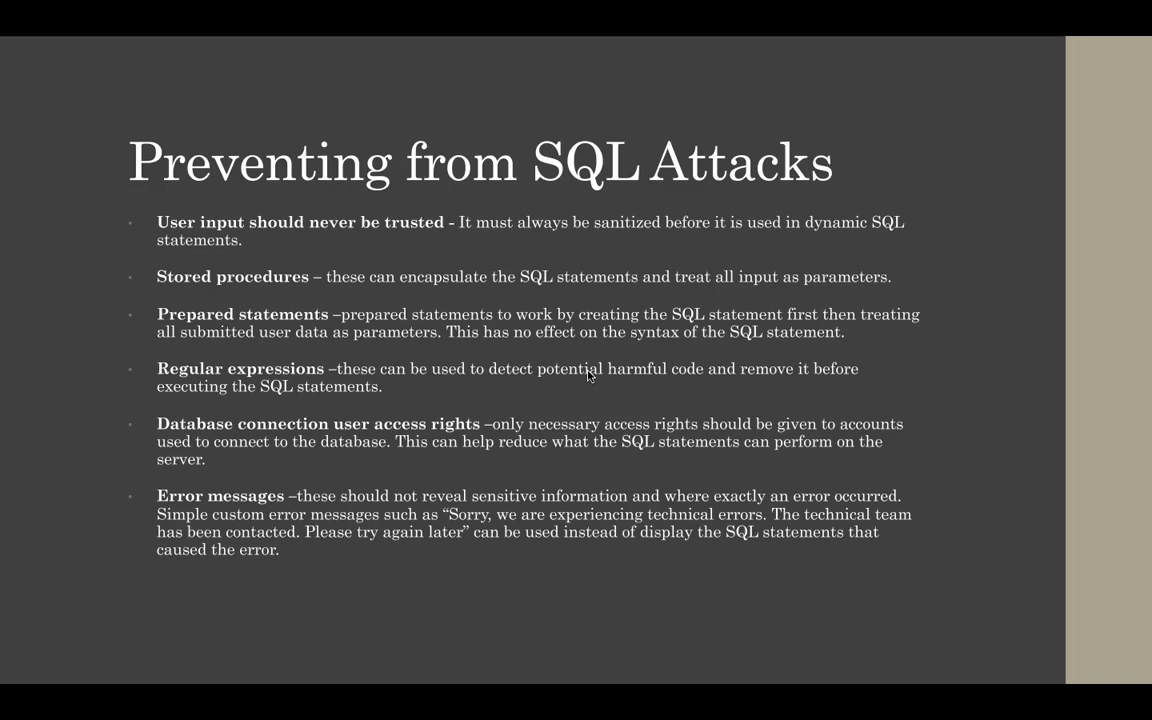 Preventing from SQL Attacks
User input should never be trusted - It must always be sanitized before it is used in dynamic SQL
statements.
Stored procedures – these can encapsulate the SQL statements and treat all input as parameters.
Prepared statements –prepared statements to work by creating the SQL statement first then treating
all submitted user data as parameters. This has no effect on the syntax of the SQL statement.
Regular expressions –these can be used to detect potential harmful code and remove it before
executing the SQL statements.
Database connection user access rights –only necessary access rights should be given to accounts
used to connect to the database. This can help reduce what the SQL statements can perform on the
server.
Error messages –these should not reveal sensitive information and where exactly an error occurred.
Simple custom error messages such as “Sorry, we are experiencing technical errors. The technical team
has been contacted. Please try again later” can be used instead of display the SQL statements that
caused the error.